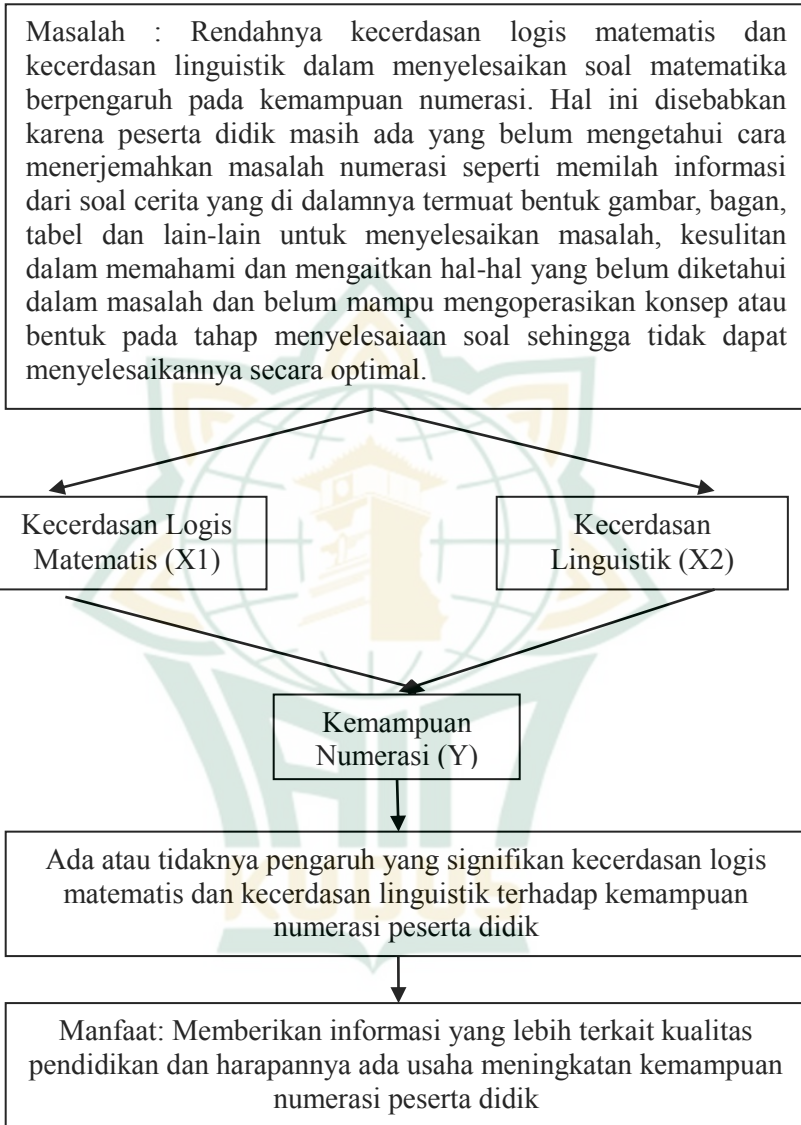 Masalah : Rendahnya kecerdasan logis matematis dan
kecerdasan linguistik dalam menyelesaikan soal matematika
berpengaruh pada kemampuan numerasi. Hal ini disebabkan
karena peserta didik masih ada yang belum mengetahui cara
menerjemahkan masalah numerasi seperti memilah informasi
dari soal cerita yang di dalamnya termuat bentuk gambar, bagan,
tabel dan lain-lain untuk menyelesaikan masalah, kesulitan
dalam memahami dan mengaitkan hal-hal yang belum diketahui
dalam masalah dan belum mampu mengoperasikan konsep atau
bentuk pada tahap menyelesaiaan soal sehingga tidak dapat
menyelesaikannya secara optimal.
Kecerdasan Logis
Matematis (X1)
Kecerdasan
Linguistik (X2)
Kemampuan
Numerasi (Y)
Ada atau tidaknya pengaruh yang signifikan kecerdasan logis
matematis dan kecerdasan linguistik terhadap kemampuan
numerasi peserta didik
KUDUS
Manfaat: Memberikan informasi yang lebih terkait kualitas
pendidikan dan harapannya ada usaha meningkatan kemampuan
numerasi peserta didik